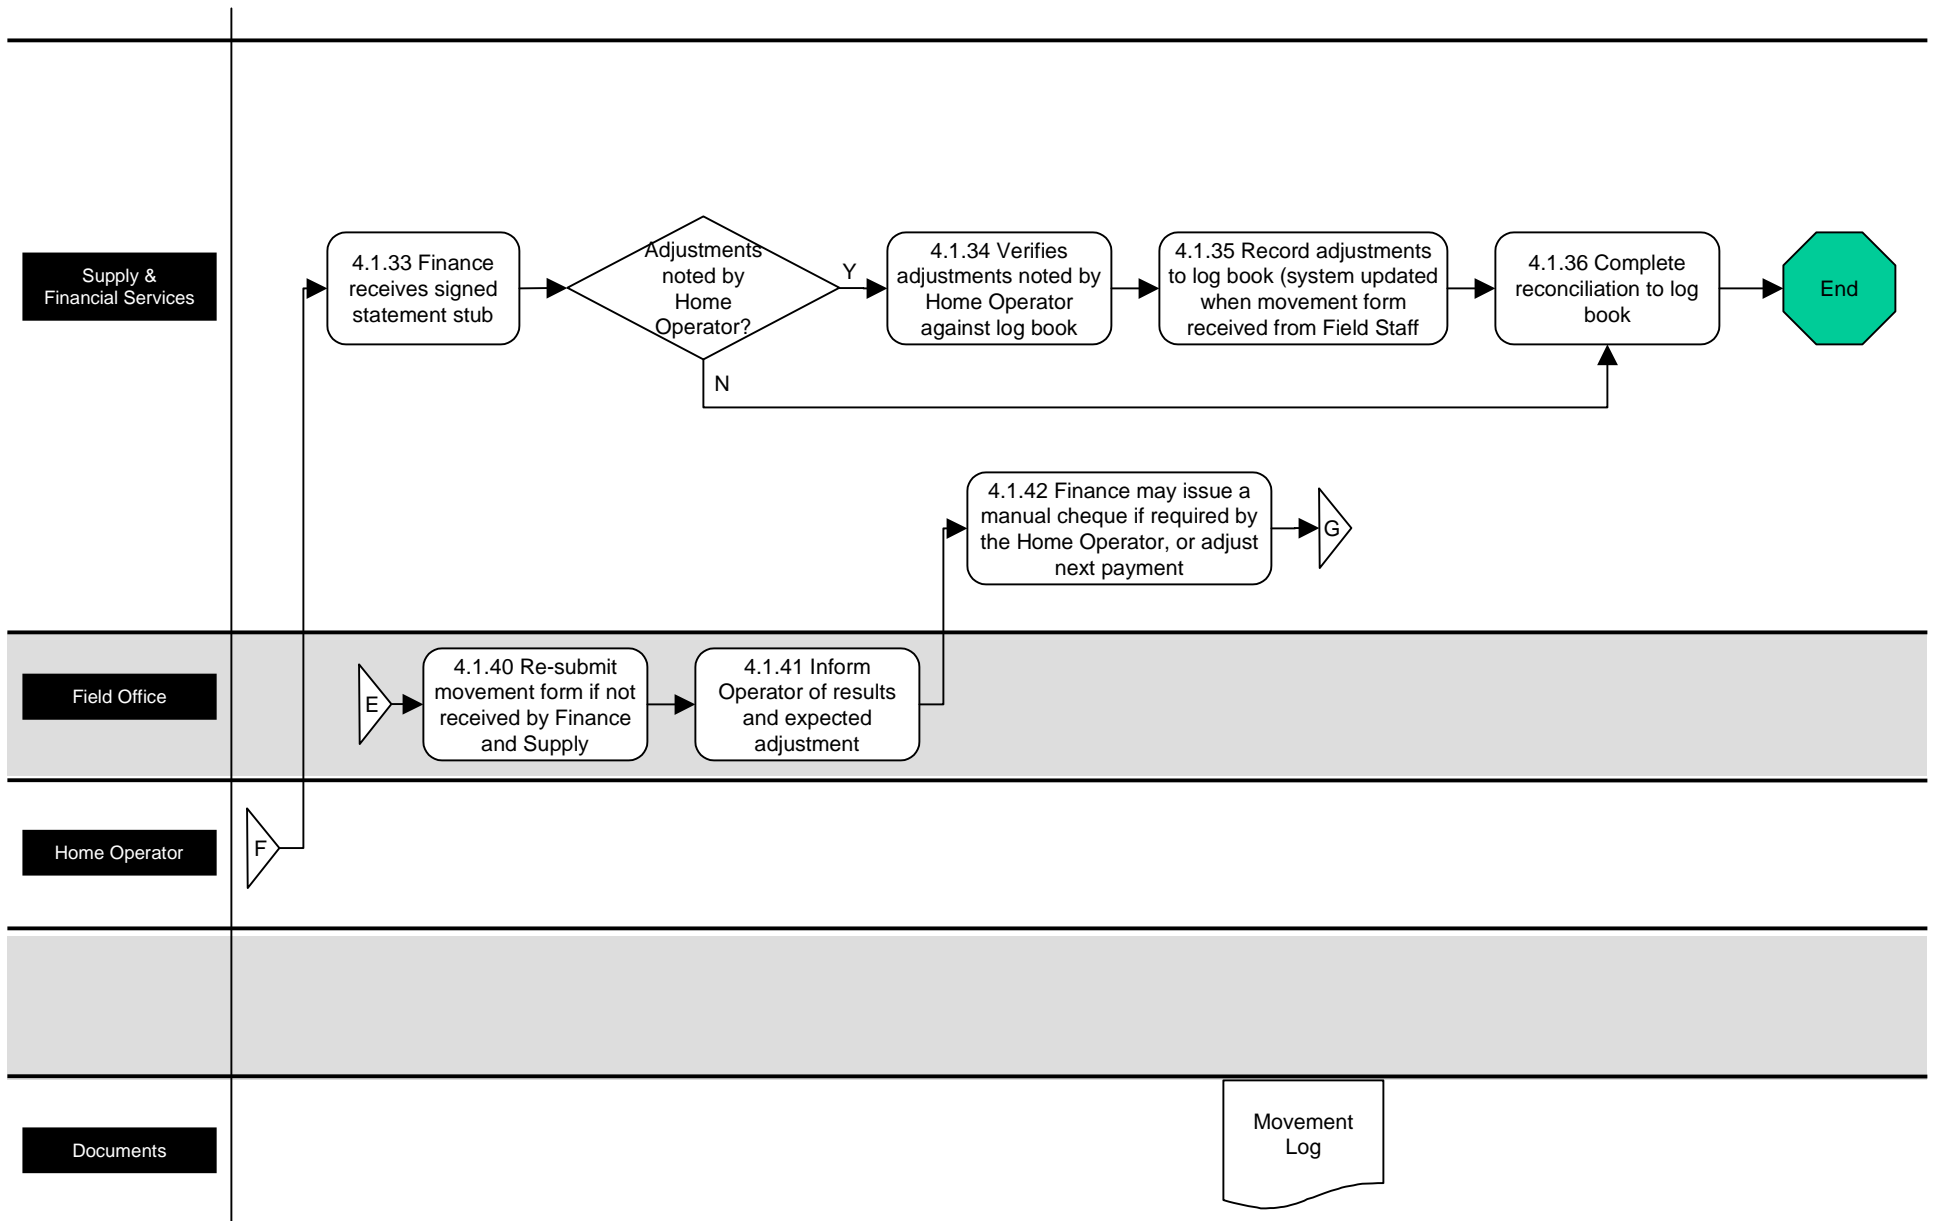 Supply &
Financial Services
4.1.33 Finance
receives signed
statement stub
Adjustments
noted by
Home
Operator?
Y
N
4.1.34 Verifies
adjustments noted by
Home Operator
against log book
4.1.35 Record adjustments
to log book (system updated
when movement form
received from Field Staff
4.1.36 Complete
reconciliation to log
book
End
4.1.42 Finance may issue a
manual cheque if required by
the Home Operator, or adjust
next payment
G
Field Office
E
4.1.40 Re-submit
movement form if not
received by Finance
and Supply
4.1.41 Inform
Operator of results
and expected
adjustment
Home Operator
F
Documents
Movement
Log